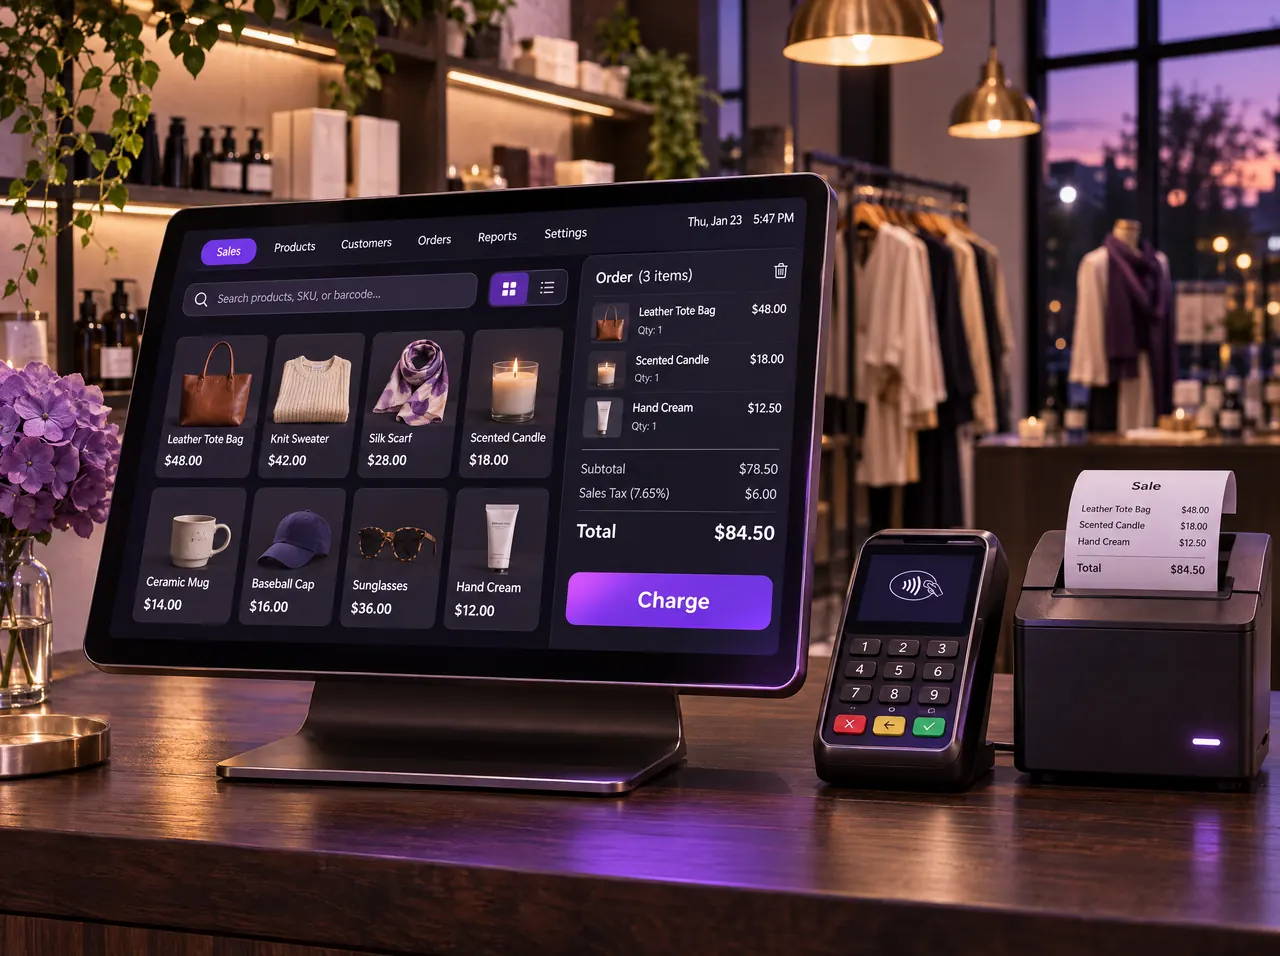 Sales Products Customers Orders Reports Settings
Thu, Jan 23 5:47 PM
Search products, SKU, or barcode...
Leather Tote Bag
$48.00
Knit Sweater
$42.00
Silk Scarf
$28.00
Scented Candle
$18.00
Ceramic Mug
$14.00
Baseball Cap
$16.00
Sunglasses
$36.00
Hand Cream
$12.00
Order (3 items)
Leather Tote Bag $48.00
Qty: 1
Scented Candle $18.00
Qty: 1
Hand Cream $12.50
Qty: 1
Subtotal $78.50
Sales Tax (7.65%) $6.00
Total $84.50
Charge
1 2 3
4 5 6
7 8 9
Sale
Leather Tote Bag $48.00
Scented Candle $18.00
Hand Cream $12.50
Total $84.50